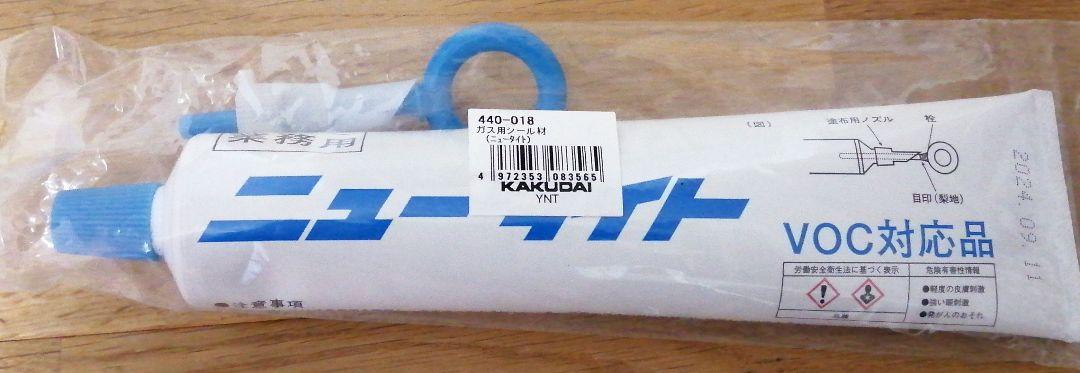 440-018
ガス用シール材
(ニュータイト)
4 972353 083565
KAKUDAI
YNT
業務用
ニュータイト
(図)
塗布用ノズル
栓
目印(梨地)
2024.09.11
VOC対応品
労働安全衛生法に基づく表示
危険有害性情報
●軽度の皮膚刺激
●強い眼刺激
●発がんのおそれ
●注意事項